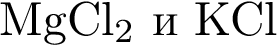 MgCl₂ и KCl